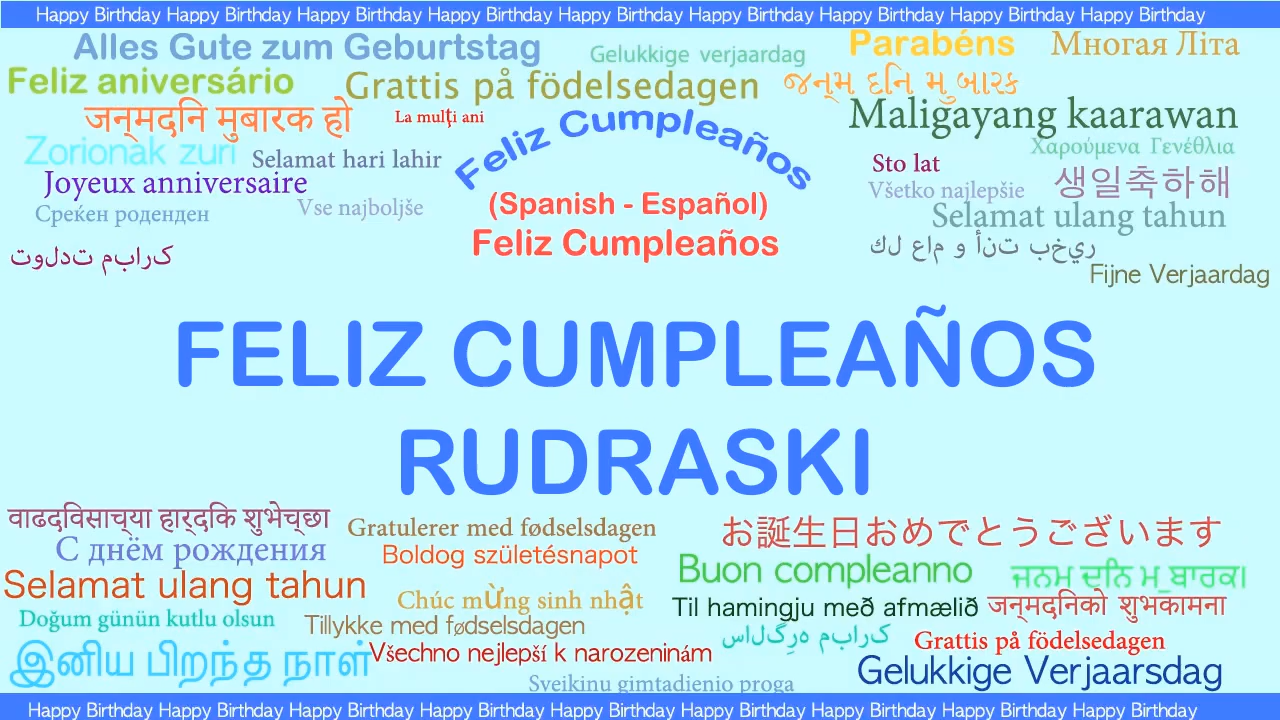 Happy Birthday Happy Birthday Happy Birthday Happy Birthday Happy Birthday Happy Birthday Happy Birthday Happy Birthday Happy Birthday
Alles Gute zum Geburtstag
Gelukkige verjaardag
Parabéns
Многая Літа
Feliz aniversário
Grattis på födelsedagen
જન્મ દિન મુબારક
जन्मदिन मुबारक हो
La mulţi ani
Feliz Cumpleaños
Maligayang kaarawan
Zorionak zuri
Selamat hari lahir
Sto lat
Χαρούμενα Γενέθλια
Joyeux anniversaire
(Spanish - Español)
Všetko najlepšie
생일축하해
Среќен роденден
Vse najboljše
Feliz Cumpleaños
Selamat ulang tahun
تولدت مبارک
كل عام و أنت بخير
Fijne Verjaardag
FELIZ CUMPLEAÑOS
RUDRASKI
वाढदिवसाच्या हार्दिक शुभेच्छा
Gratulerer med fødselsdagen
お誕生日おめでとうございます
С днём рождения
Boldog születésnapot
Buon compleanno
ਜਨਮ ਦਿਨ ਮੁਬਾਰਕ।
Selamat ulang tahun
Chúc mừng sinh nhật
Til hamingju með afmælið
जन्मदिनको शुभकामना
Doğum günün kutlu olsun
Tillykke med fødselsdagen
سالگرہ مبارک
Grattis på födelsedagen
இனிய பிறந்த நாள்
Všechno nejlepší k narozeninám
Gelukkige Verjaarsdag
Sveikinu gimtadienio proga
Happy Birthday Happy Birthday Happy Birthday Happy Birthday Happy Birthday Happy Birthday Happy Birthday Happy Birthday Happy Birthday